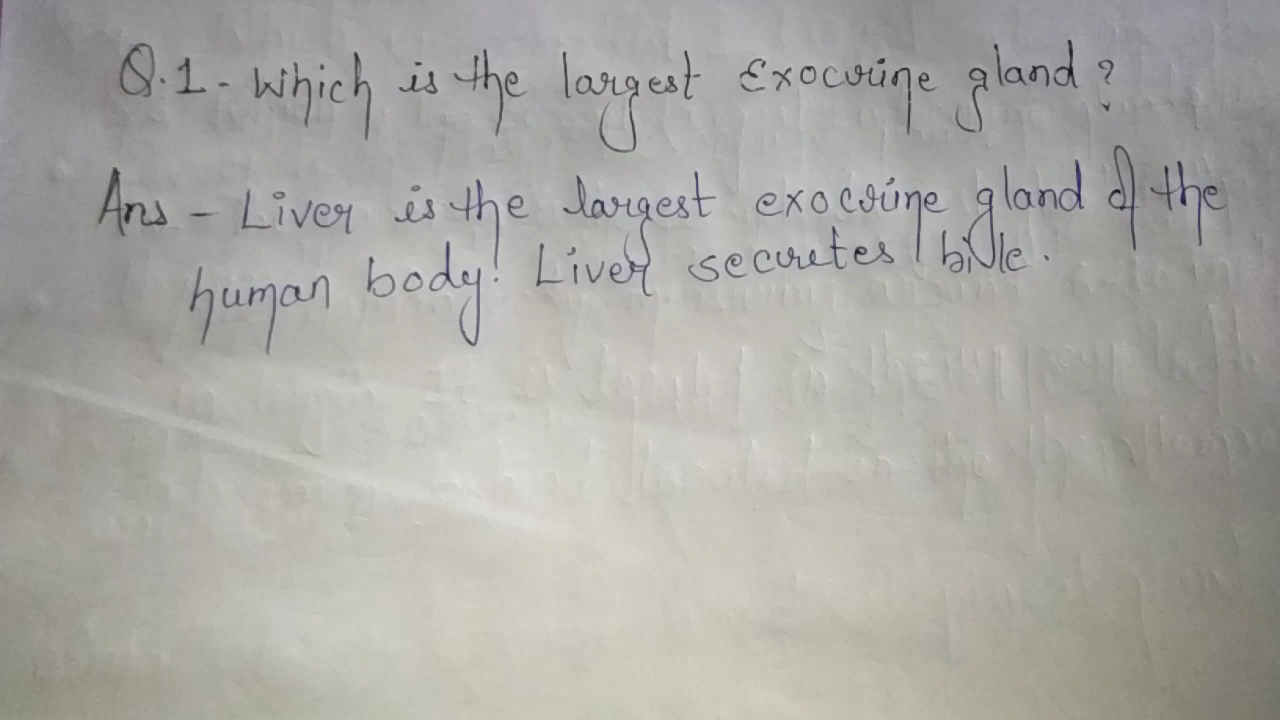 Q.1 - Which is the largest Exocrine gland?
Ans - Liver is the largest exocrine gland of the
human body. Liver secretes bile.